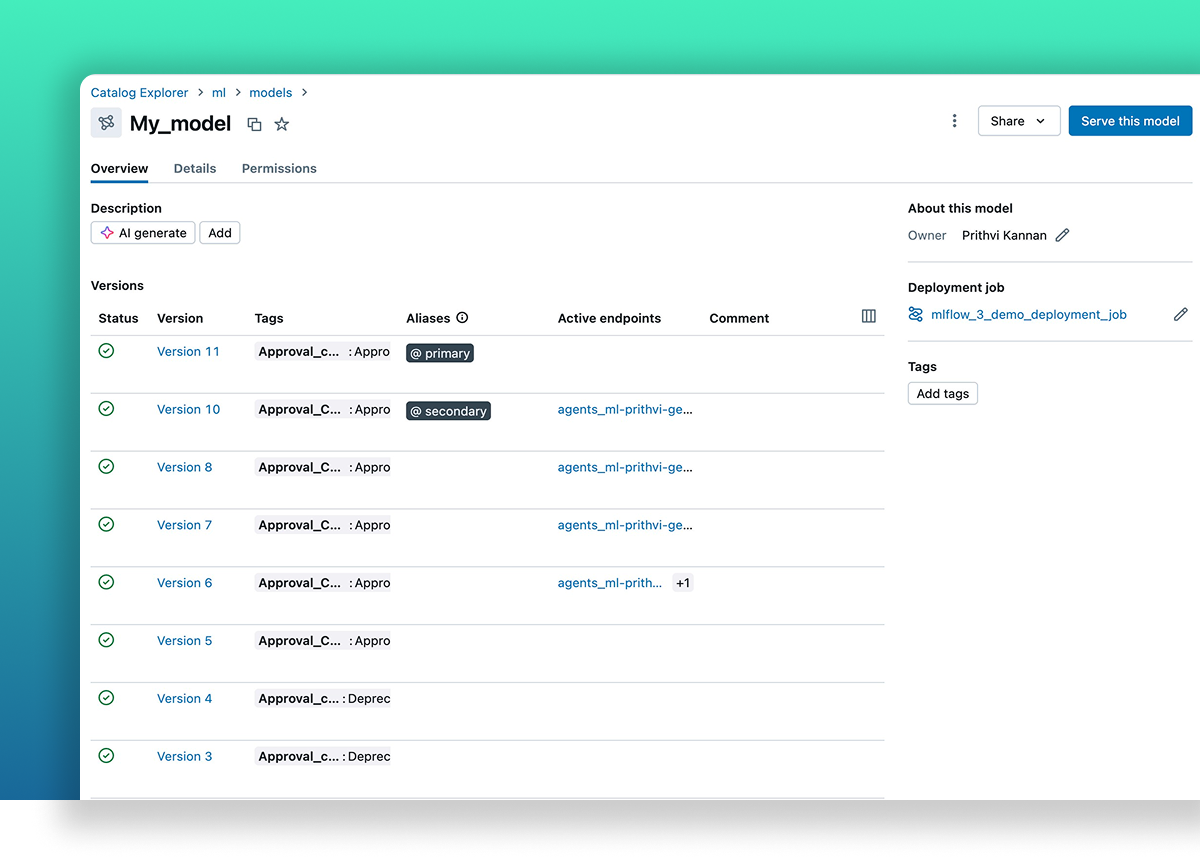 Catalog Explorer > ml > models >
My_model
Share
Serve this model
Overview Details Permissions
Description
AI generate Add
Versions
Status Version Tags Aliases Active endpoints Comment
Version 11 Approval_c... : Appro @ primary
Version 10 Approval_C... : Appro @ secondary agents_ml-prithvi-ge...
Version 8 Approval_C... : Appro agents_ml-prithvi-ge...
Version 7 Approval_C... : Appro agents_ml-prithvi-ge...
Version 6 Approval_C... : Appro agents_ml-prith... +1
Version 5 Approval_C... : Appro
Version 4 Approval_c... : Deprec
Version 3 Approval_c... : Deprec
About this model
Owner Prithvi Kannan
Deployment job
mlflow_3_demo_deployment_job
Tags
Add tags